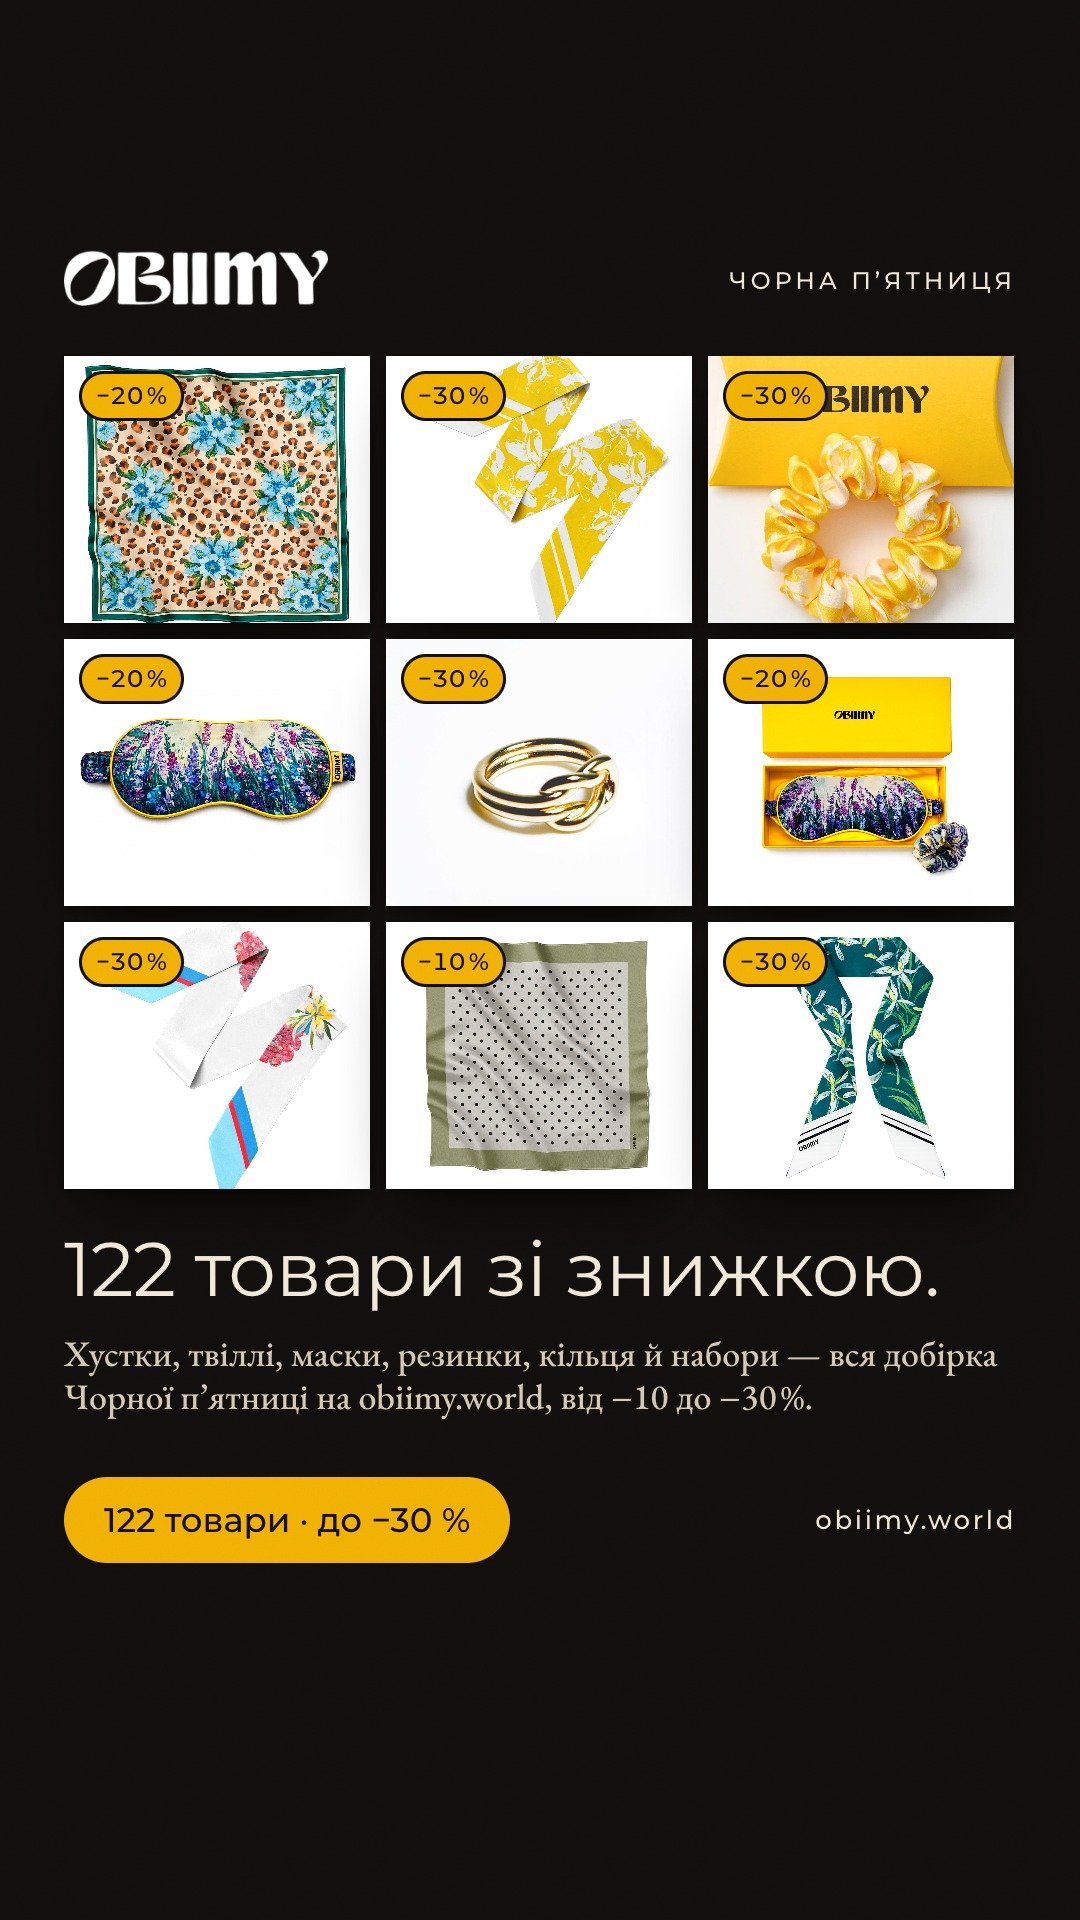 OBIIMY
ЧОРНА П’ЯТНИЦЯ
−20%
−30%
−30%
BIIMY
−20%
−30%
−20%
OBIIMY
OBIIMY
−30%
−10%
−30%
OBIIMY
122 товари зі знижкою.
Хустки, твіллі, маски, резинки, кільця й набори — вся добірка
Чорної п’ятниці на obiimy.world, від −10 до −30%.
122 товари · до −30 %
obiimy.world